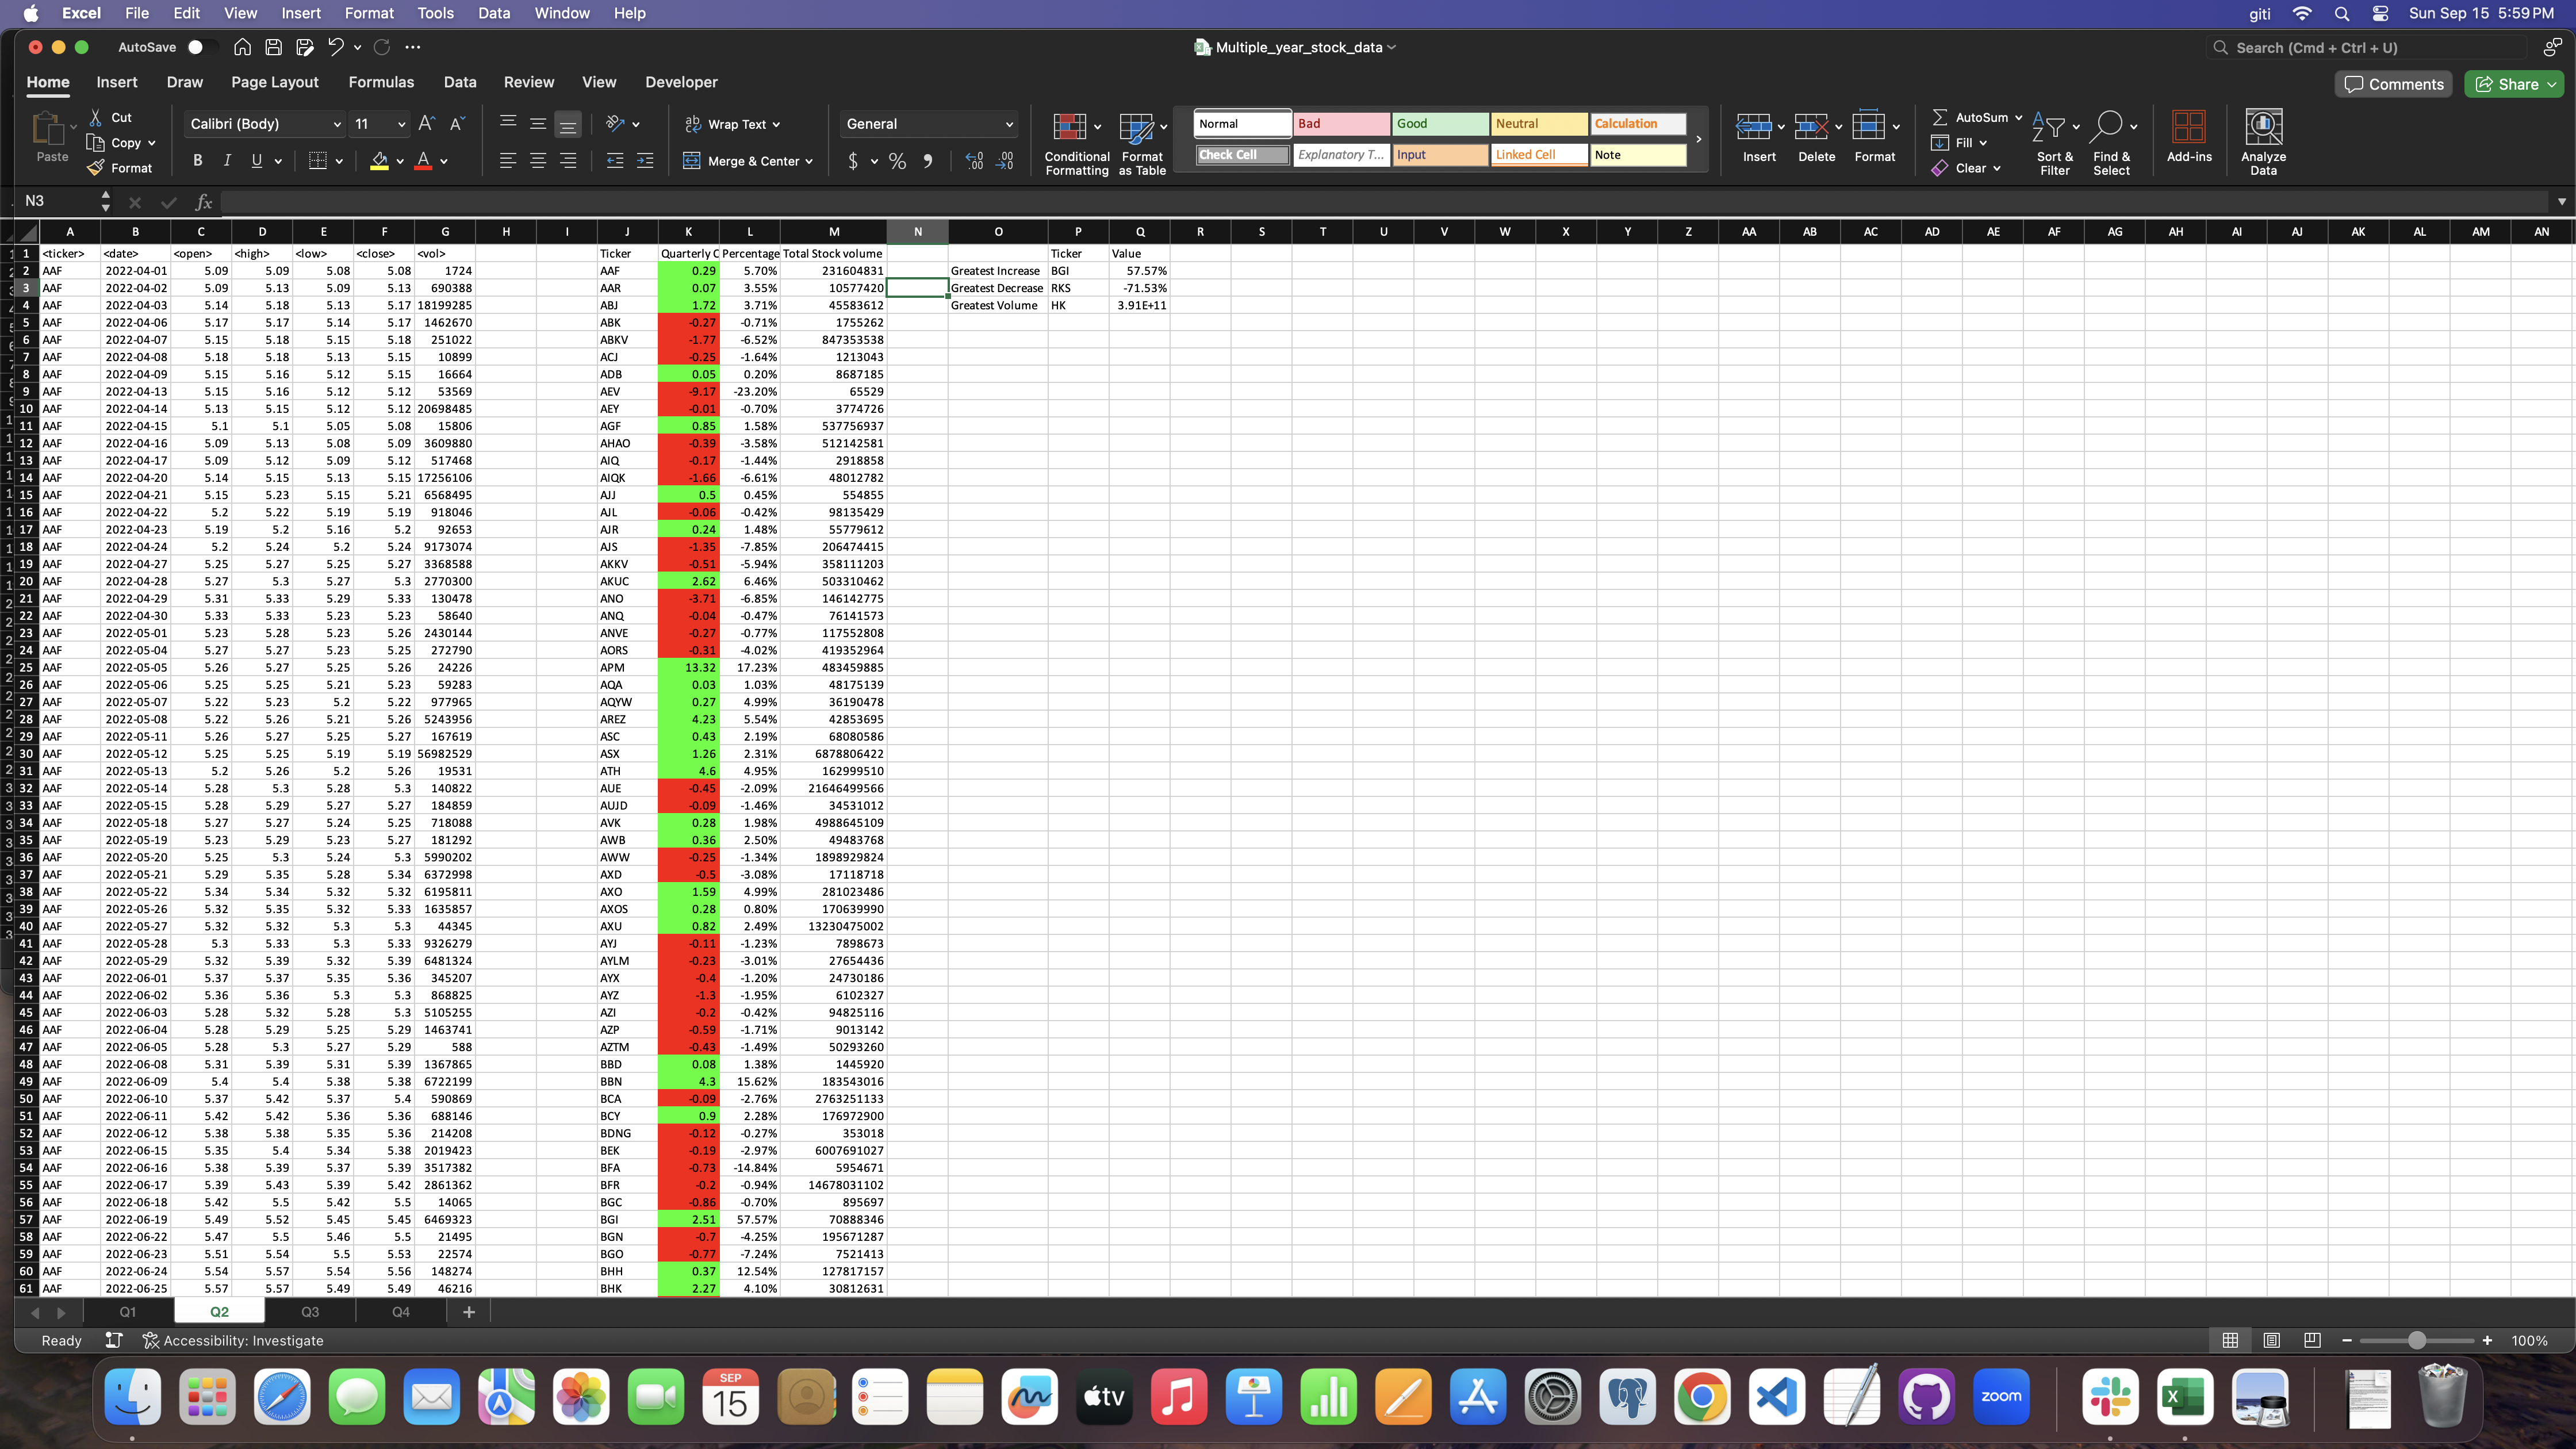 Excel File Edit View Insert Format Tools Data Window Help giti Sun Sep 15 5:59 PM
AutoSave Multiple_year_stock_data Search (Cmd + Ctrl + U)
Home Insert Draw Page Layout Formulas Data Review View Developer Comments Share
Paste Cut Copy Format Calibri (Body) 11 Wrap Text Merge & Center General Conditional Formatting Format as Table Normal Bad Good Neutral Calculation Insert Delete Format AutoSum Fill Clear Sort & Filter Find & Select Add-ins Analyze Data
B I U $ % Check Cell Explanatory T... Input Linked Cell Note
N3 fx
A B C D E F G H I J K L M N O P Q R S T U V W X Y Z AA AB AC AD AE AF AG AH AI AJ AK AL AM AN
1 <ticker> <date> <open> <high> <low> <close> <vol> Ticker Quarterly C Percentage Total Stock volume Ticker Value
2 AAF 2022-04-01 5.09 5.09 5.08 5.08 1724 AAF 0.29 5.70% 231604831 Greatest Increase BGI 57.57%
3 AAF 2022-04-02 5.09 5.13 5.09 5.13 690388 AAR 0.07 3.55% 10577420 Greatest Decrease RKS -71.53%
4 AAF 2022-04-03 5.14 5.18 5.13 5.17 18199285 ABJ 1.72 3.71% 45583612 Greatest Volume HK 3.91E+11
5 AAF 2022-04-06 5.17 5.17 5.14 5.17 1462670 ABK -0.27 -0.71% 1755262
6 AAF 2022-04-07 5.15 5.18 5.15 5.18 251022 ABKV -1.77 -6.52% 847353538
7 AAF 2022-04-08 5.18 5.18 5.13 5.15 10899 ACJ -0.25 -1.64% 1213043
8 AAF 2022-04-09 5.15 5.16 5.12 5.15 16664 ADB 0.05 0.20% 8687185
9 AAF 2022-04-13 5.15 5.16 5.12 5.12 53569 AEV -9.17 -23.20% 65529
10 AAF 2022-04-14 5.13 5.15 5.12 5.12 20698485 AEY -0.01 -0.70% 3774726
11 AAF 2022-04-15 5.1 5.1 5.05 5.08 15806 AGF 0.85 1.58% 537756937
12 AAF 2022-04-16 5.09 5.13 5.08 5.09 3609880 AHAO -0.39 -3.58% 512142581
13 AAF 2022-04-17 5.09 5.12 5.09 5.12 517468 AIQ -0.17 -1.44% 2918858
14 AAF 2022-04-20 5.14 5.15 5.13 5.15 17256106 AIQK -1.66 -6.61% 48012782
15 AAF 2022-04-21 5.15 5.23 5.15 5.21 6568495 AJJ 0.5 0.45% 554855
16 AAF 2022-04-22 5.2 5.22 5.19 5.19 918046 AJL -0.06 -0.42% 98135429
17 AAF 2022-04-23 5.19 5.2 5.16 5.2 92653 AJR 0.24 1.48% 55779612
18 AAF 2022-04-24 5.2 5.24 5.2 5.24 9173074 AJS -1.35 -7.85% 206474415
19 AAF 2022-04-27 5.25 5.27 5.25 5.27 3368588 AKKV -0.51 -5.94% 358111203
20 AAF 2022-04-28 5.27 5.3 5.27 5.3 2770300 AKUC 2.62 6.46% 503310462
21 AAF 2022-04-29 5.31 5.33 5.29 5.33 130478 ANO -3.71 -6.85% 146142775
22 AAF 2022-04-30 5.33 5.33 5.23 5.23 58640 ANQ -0.04 -0.47% 76141573
23 AAF 2022-05-01 5.23 5.28 5.23 5.26 2430144 ANVE -0.27 -0.77% 117552808
24 AAF 2022-05-04 5.27 5.27 5.23 5.25 272790 AORS -0.31 -4.02% 419352964
25 AAF 2022-05-05 5.26 5.27 5.25 5.26 24226 APM 13.32 17.23% 483459885
26 AAF 2022-05-06 5.25 5.25 5.21 5.23 59283 AQA 0.03 1.03% 48175139
27 AAF 2022-05-07 5.22 5.23 5.2 5.22 977965 AQYW 0.27 4.99% 36190478
28 AAF 2022-05-08 5.22 5.26 5.21 5.26 5243956 AREZ 4.23 5.54% 42853695
29 AAF 2022-05-11 5.26 5.27 5.25 5.27 167619 ASC 0.43 2.19% 68080586
30 AAF 2022-05-12 5.25 5.25 5.19 5.19 56982529 ASX 1.26 2.31% 6878806422
31 AAF 2022-05-13 5.2 5.26 5.2 5.26 19531 ATH 4.6 4.95% 162999510
32 AAF 2022-05-14 5.28 5.3 5.28 5.3 140822 AUE -0.45 -2.09% 21646499566
33 AAF 2022-05-15 5.28 5.29 5.27 5.27 184859 AUJD -0.09 -1.46% 34531012
34 AAF 2022-05-18 5.27 5.27 5.24 5.25 718088 AVK 0.28 1.98% 4988645109
35 AAF 2022-05-19 5.23 5.29 5.23 5.27 181292 AWB 0.36 2.50% 49483768
36 AAF 2022-05-20 5.25 5.3 5.24 5.3 5990202 AWW -0.25 -1.34% 1898929824
37 AAF 2022-05-21 5.29 5.35 5.28 5.34 6372998 AXD -0.5 -3.08% 17118718
38 AAF 2022-05-22 5.34 5.34 5.32 5.32 6195811 AXO 1.59 4.99% 281023486
39 AAF 2022-05-26 5.32 5.35 5.32 5.33 1635857 AXOS 0.28 0.80% 170639990
40 AAF 2022-05-27 5.32 5.32 5.3 5.3 44345 AXU 0.82 2.49% 13230475002
41 AAF 2022-05-28 5.3 5.33 5.3 5.33 9326279 AYJ -0.11 -1.23% 7898673
42 AAF 2022-05-29 5.32 5.39 5.32 5.39 6481324 AYLM -0.23 -3.01% 27654436
43 AAF 2022-06-01 5.37 5.37 5.35 5.36 345207 AYX -0.4 -1.20% 24730186
44 AAF 2022-06-02 5.36 5.36 5.3 5.3 868825 AYZ -1.3 -1.95% 6102327
45 AAF 2022-06-03 5.28 5.32 5.28 5.3 5105255 AZI -0.2 -0.42% 94825116
46 AAF 2022-06-04 5.28 5.29 5.25 5.29 1463741 AZP -0.59 -1.71% 9013142
47 AAF 2022-06-05 5.28 5.3 5.27 5.29 588 AZTM -0.43 -1.49% 50293260
48 AAF 2022-06-08 5.31 5.39 5.31 5.39 1367865 BBD 0.08 1.38% 1445920
49 AAF 2022-06-09 5.4 5.4 5.38 5.38 6722199 BBN 4.3 15.62% 183543016
50 AAF 2022-06-10 5.37 5.42 5.37 5.4 590869 BCA -0.09 -2.76% 2763251133
51 AAF 2022-06-11 5.42 5.42 5.36 5.36 688146 BCY 0.9 2.28% 176972900
52 AAF 2022-06-12 5.38 5.38 5.35 5.36 214208 BDNG -0.12 -0.27% 353018
53 AAF 2022-06-15 5.35 5.4 5.34 5.38 2019423 BEK -0.19 -2.97% 6007691027
54 AAF 2022-06-16 5.38 5.39 5.37 5.39 3517382 BFA -0.73 -14.84% 5954671
55 AAF 2022-06-17 5.39 5.43 5.39 5.42 2861362 BFR -0.2 -0.94% 14678031102
56 AAF 2022-06-18 5.42 5.5 5.42 5.5 14065 BGC -0.86 -0.70% 895697
57 AAF 2022-06-19 5.49 5.52 5.45 5.45 6469323 BGI 2.51 57.57% 70888346
58 AAF 2022-06-22 5.47 5.5 5.46 5.5 21495 BGN -0.7 -4.25% 195671287
59 AAF 2022-06-23 5.51 5.54 5.5 5.53 22574 BGO -0.77 -7.24% 7521413
60 AAF 2022-06-24 5.54 5.57 5.54 5.56 148274 BHH 0.37 12.54% 127817157
61 AAF 2022-06-25 5.57 5.57 5.49 5.49 46216 BHK 2.27 4.10% 30812631
Q1 Q2 Q3 Q4 +
Ready Accessibility: Investigate 100%
SEP
15
tv
zoom